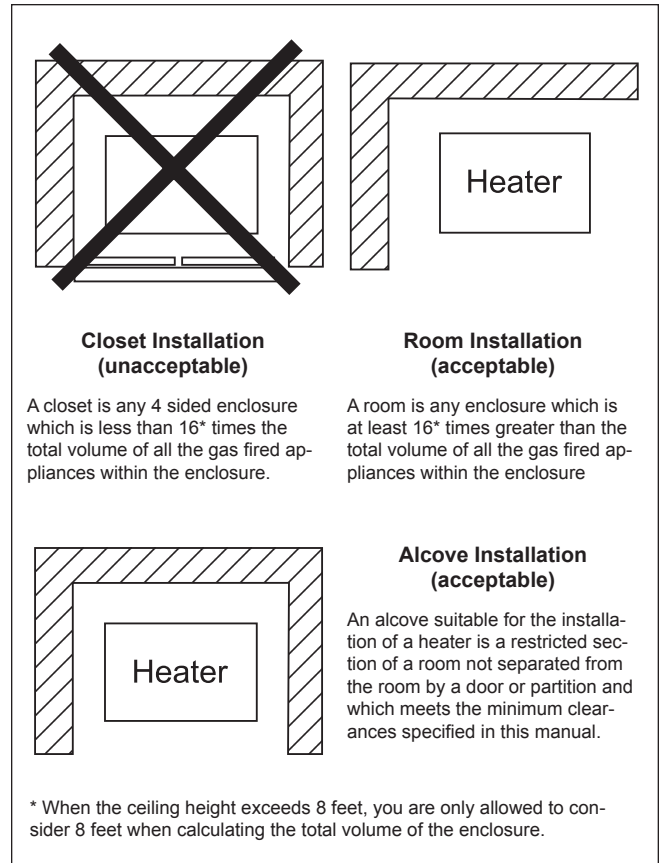 Heater
Closet Installation
(unacceptable)
A closet is any 4 sided enclosure
which is less than 16* times the
total volume of all the gas fired ap-
pliances within the enclosure.
Room Installation
(acceptable)
A room is any enclosure which is
at least 16* times greater than the
total volume of all the gas fired ap-
pliances within the enclosure
Heater
Alcove Installation
(acceptable)
An alcove suitable for the installa-
tion of a heater is a restricted sec-
tion of a room not separated from
the room by a door or partition and
which meets the minimum clear-
ances specified in this manual.
* When the ceiling height exceeds 8 feet, you are only allowed to con-
sider 8 feet when calculating the total volume of the enclosure.